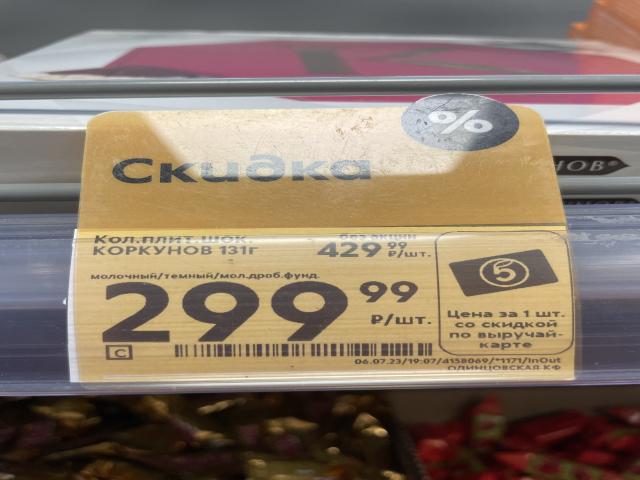 %
Скидка
НОВ®
Кол.плит.шок.
КОРКУНОВ 131г
без акции
429 99
₽/шт.
молочный/темный/мол.дроб.фунд.
299 99
₽/шт.
5
Цена за 1 шт.
со скидкой
по выручай-
карте
С
06.07.23/19:07/4158069/*1171/InOut
ОДИНЦОВСКАЯ КФ